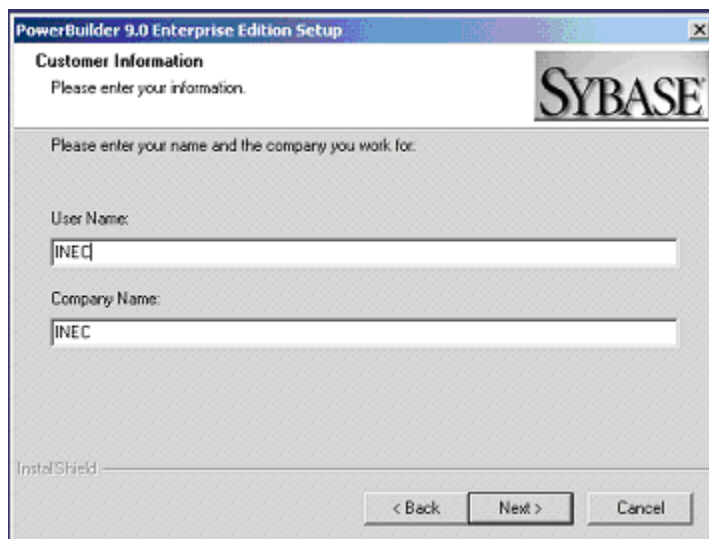 PowerBuilder 9.0 Enterprise Edition Setup
Customer Information
Please enter your information.
SYBASE
Please enter your name and the company you work for:
User Name:
INEC
Company Name:
INEC
InstallShield
< Back Next > Cancel